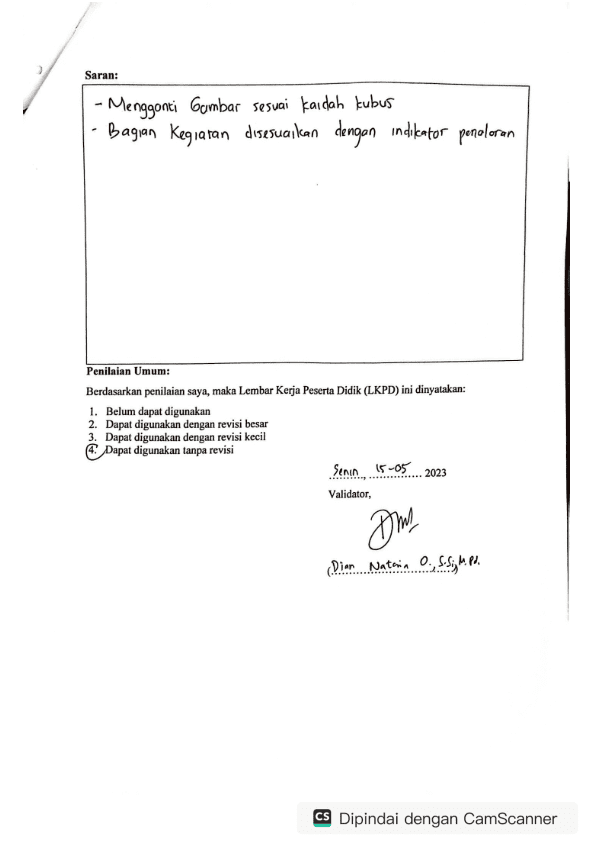 Saran:
- Mengganti Gambar sesuai kaidah kubus
- Bagian Kegiatan disesuaikan dengan indikator penalaran
Penilaian Umum:
Berdasarkan penilaian saya, maka Lembar Kerja Peserta Didik (LKPD) ini dinyatakan:
1. Belum dapat digunakan
2. Dapat digunakan dengan revisi besar
3. Dapat digunakan dengan revisi kecil
4. Dapat digunakan tanpa revisi
Senin, 15-05 2023
Validator,
(Dian Nataria O., S.Si, M.Pd.
CS Dipindai dengan CamScanner